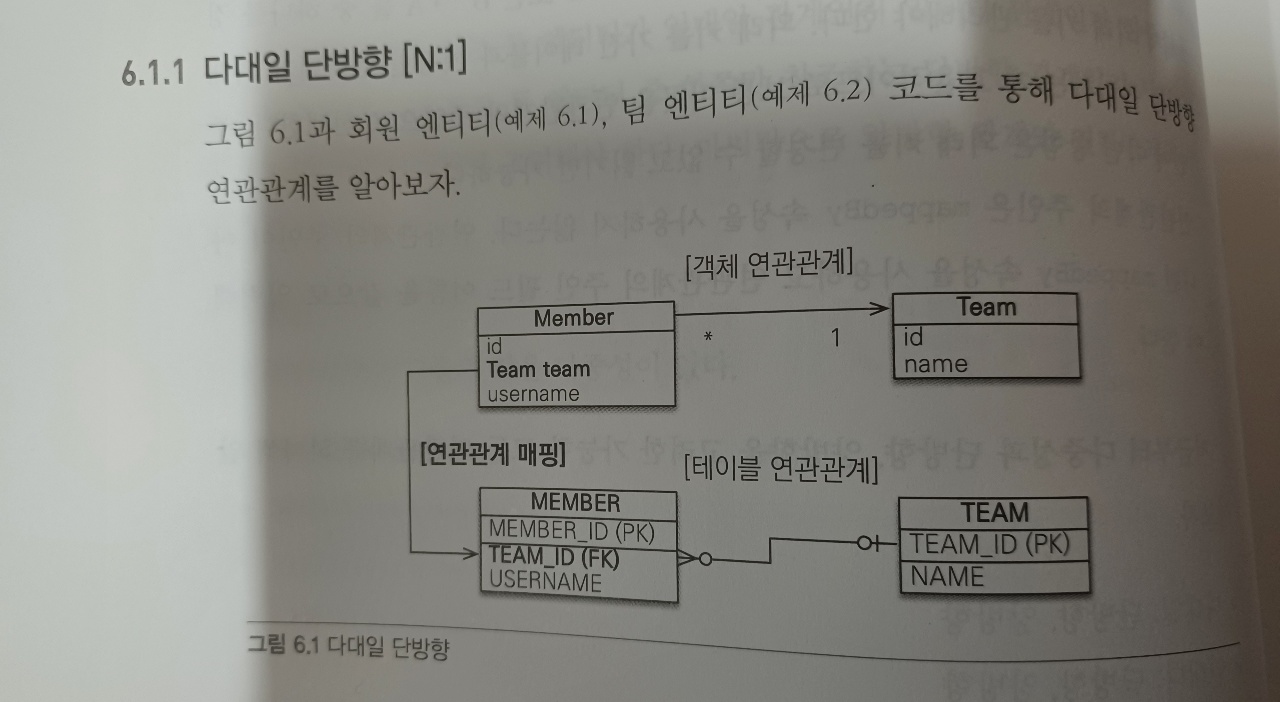 6.1.1 다대일 단방향 [N:1]
그림 6.1과 회원 엔티티(예제 6.1), 팀 엔티티(예제 6.2) 코드를 통해 다대일 단방향
연관관계를 알아보자.
[객체 연관관계]
Member
id
Team team
username
* 1
Team
id
name
[연관관계 매핑]
[테이블 연관관계]
MEMBER
MEMBER_ID (PK)
TEAM_ID (FK)
USERNAME
TEAM
TEAM_ID (PK)
NAME
그림 6.1 다대일 단방향